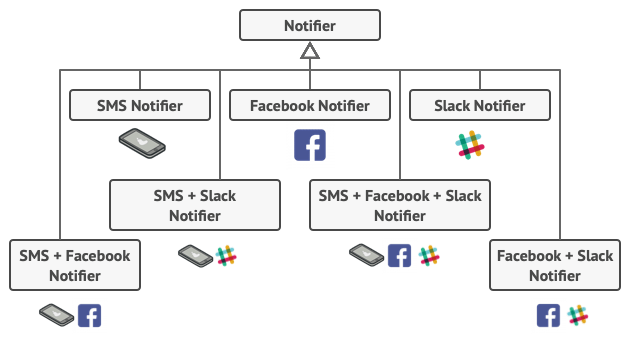 Notifier
SMS Notifier
Facebook Notifier
Slack Notifier
SMS + Slack
Notifier
SMS + Facebook + Slack
Notifier
SMS + Facebook
Notifier
Facebook + Slack
Notifier